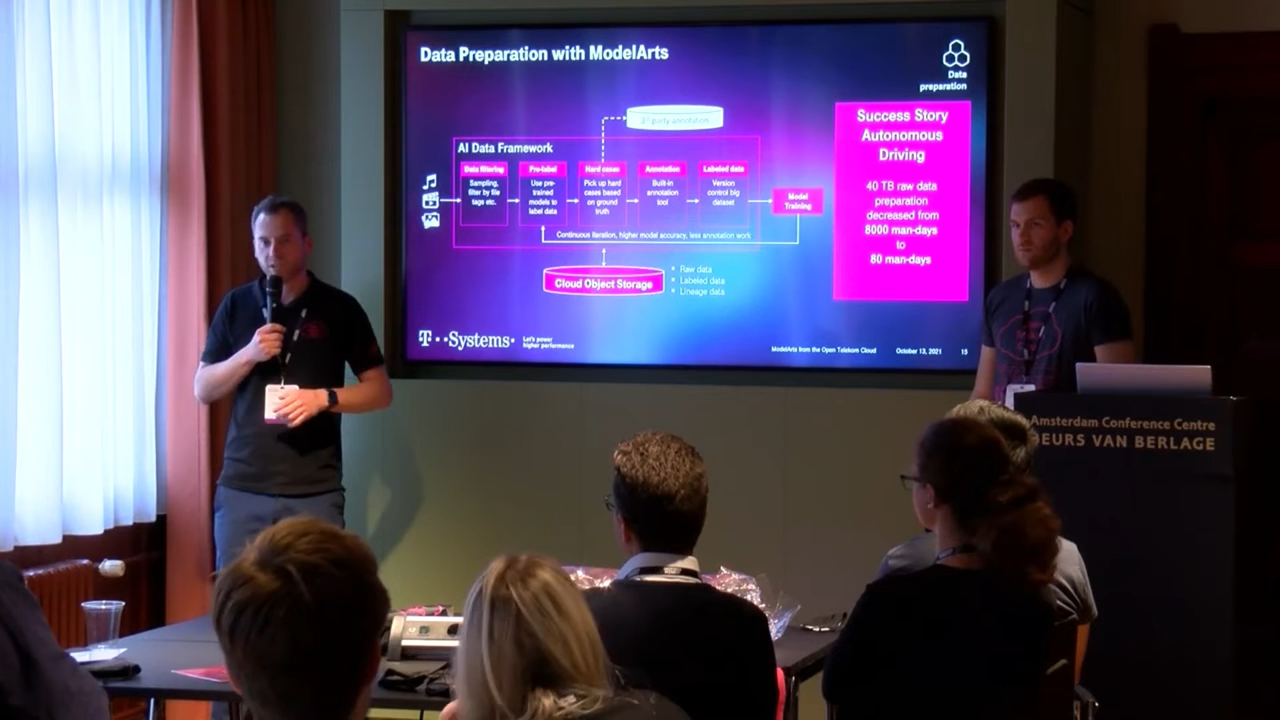 Data Preparation with ModelArts
Data
preparation
3rd party annotation
AI Data Framework
Data filtering
Sampling,
filter by file
tags etc.
Pre-label
Use pre-
trained
models to
label data
Hard cases
Pick up hard
cases based on
ground
truth
Annotation
Built-in
annotation
tool
Labeled data
Version
control big
dataset
Model
Training
Continuous iteration, higher model accuracy, less annotation work
Cloud Object Storage
Raw data
Labeled data
Lineage data
Success Story
Autonomous
Driving
40 TB raw data
preparation
decreased from
8000 man-days
to
80 man-days
T··Systems·
Let's power
higher performance
ModelArts from the Open Telekom Cloud
October 13, 2021
15
Amsterdam Conference Centre
BEURS VAN BERLAGE